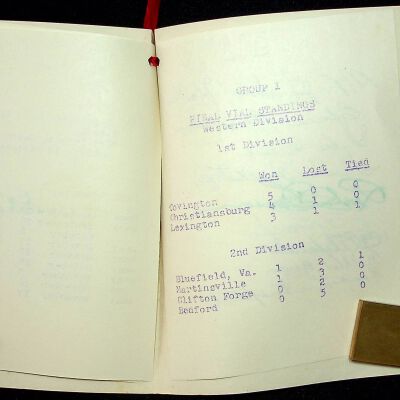 GROUP 1
FINAL VIAL STANDINGS
Western Division
1st Division
Won Lost Tied
Covington 5 0 0
Christiansburg 4 1 0
Lexington 3 1 1
2nd Division
Bluefield, Va. 1 2 1
Martinsville 1 3 0
Clifton Forge 0 2 0
Bedford 0 5 0